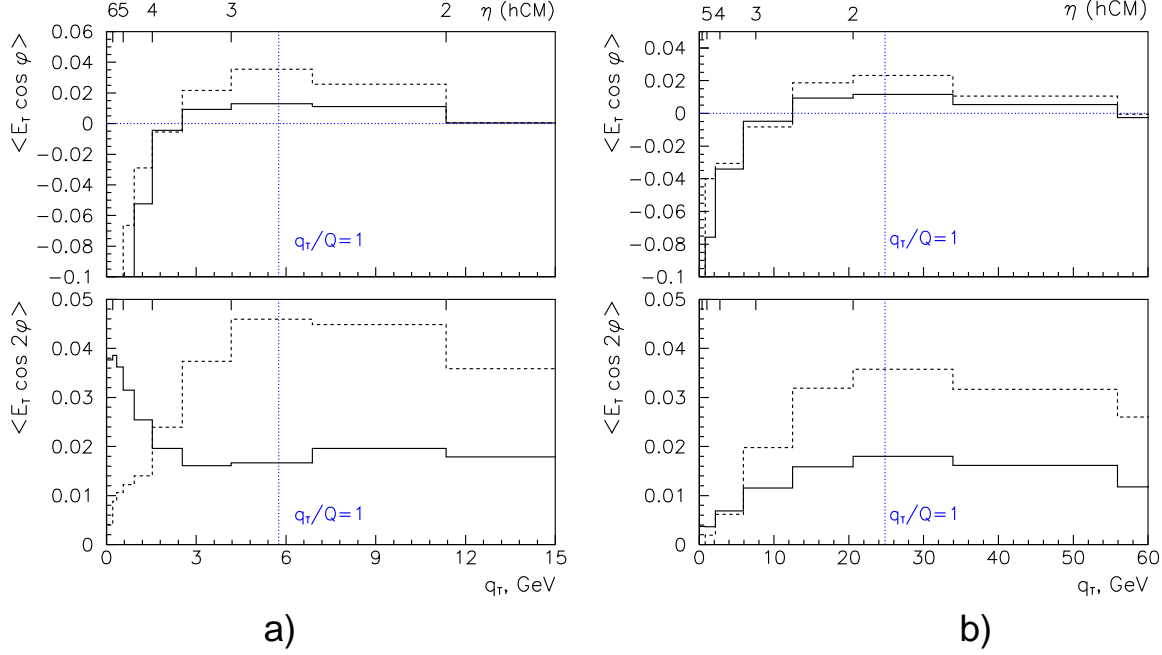 65 4 3 2 η (hCM)
<E_T cos φ>
0.06
0.04
0.02
0
−0.02
−0.04
−0.06
−0.08
−0.1
q_T/Q=1
<E_T cos 2φ>
0.05
0.04
0.03
0.02
0.01
0
q_T/Q=1
0 3 6 9 12 15
q_T, GeV
a)
54 3 2 η (hCM)
<E_T cos φ>
0.04
0.02
0
−0.02
−0.04
−0.06
−0.08
−0.1
q_T/Q=1
<E_T cos 2φ>
0.05
0.04
0.03
0.02
0.01
0
q_T/Q=1
0 10 20 30 40 50 60
q_T, GeV
b)